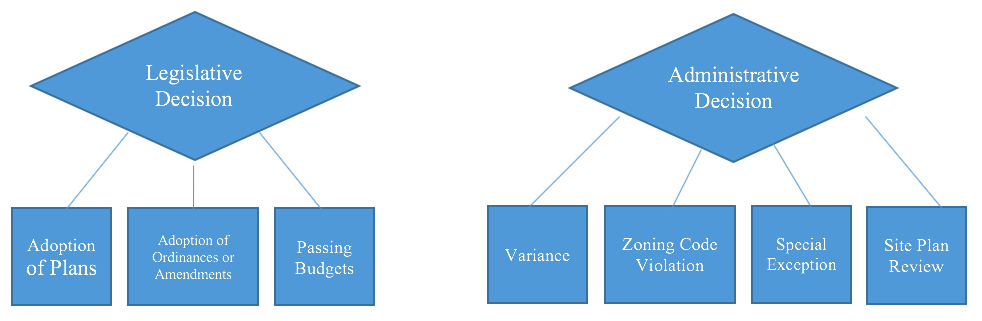 Legislative
Decision
Administrative
Decision
Adoption
of Plans
Adoption of
Ordinances or
Amendments
Passing
Budgets
Variance
Zoning Code
Violation
Special
Exception
Site Plan
Review